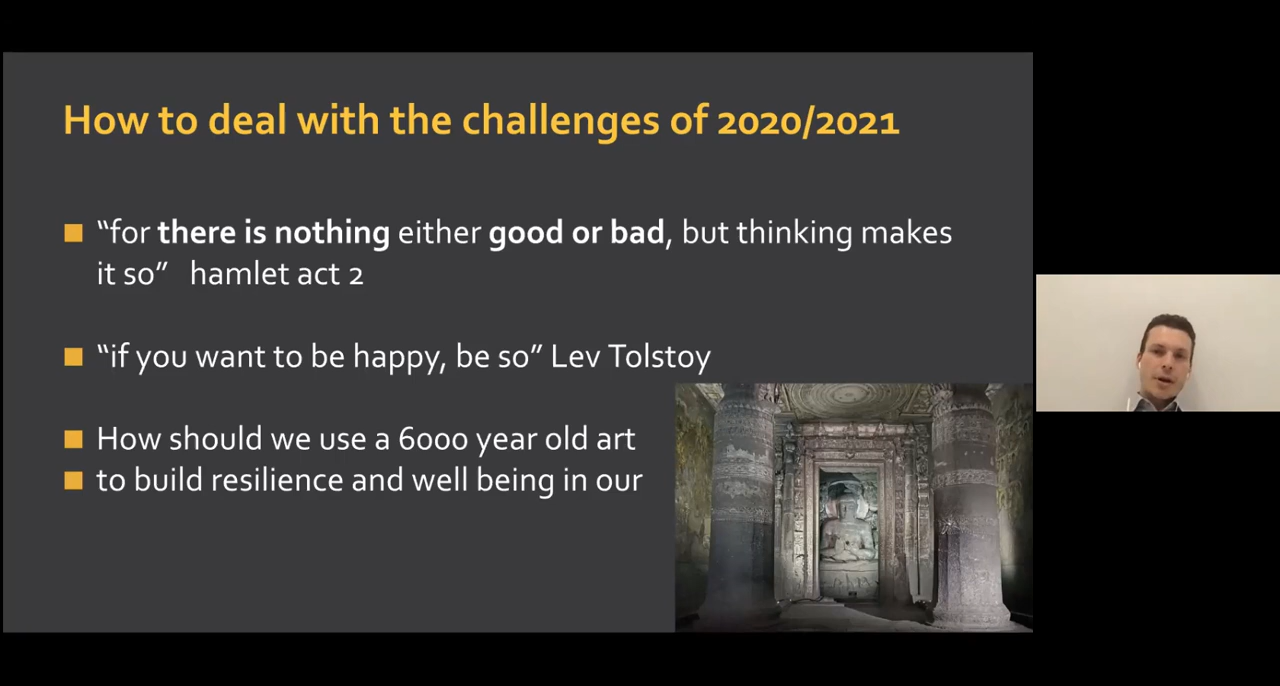 How to deal with the challenges of 2020/2021
“for there is nothing either good or bad, but thinking makes
it so”   hamlet act 2
“if you want to be happy, be so” Lev Tolstoy
How should we use a 6000 year old art
to build resilience and well being in our